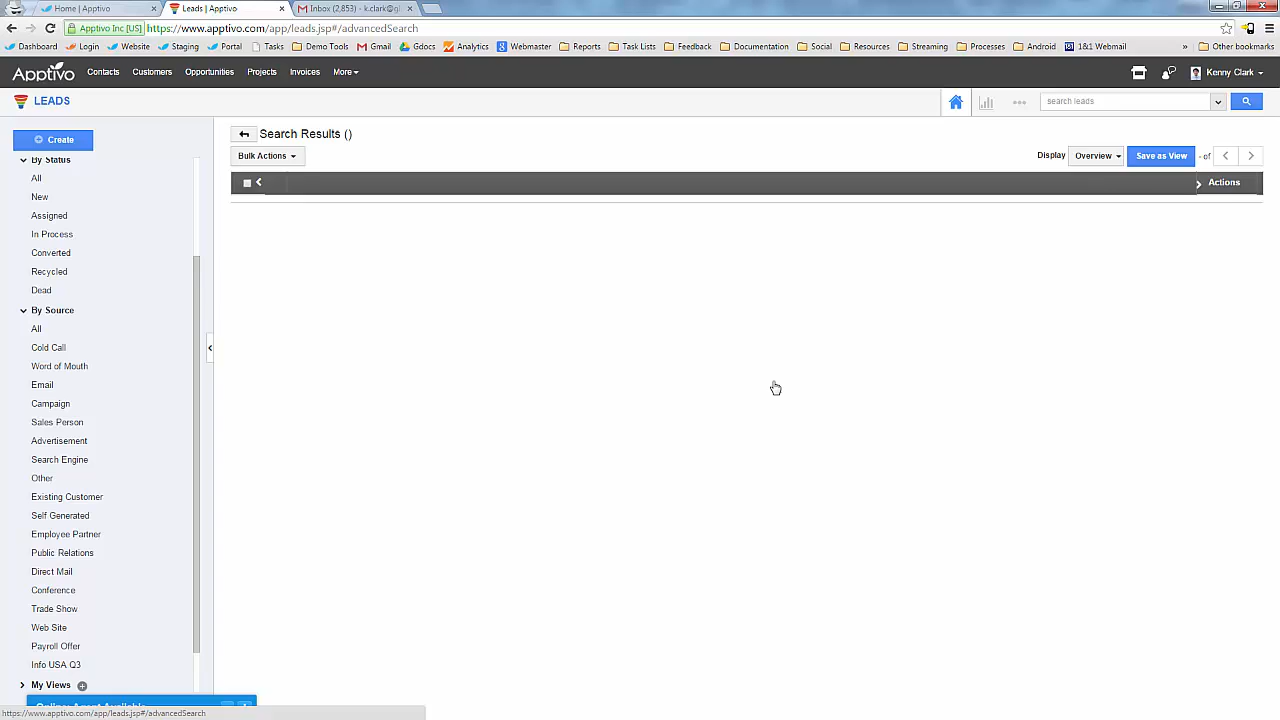 Home | Apptivo
Leads | Apptivo
Inbox (2,853) - k.clark@gl
Apptivo Inc [US]
https://www.apptivo.com/app/leads.jsp#/advancedSearch
Dashboard Login Website Staging Portal Tasks Demo Tools Gmail Gdocs Analytics Webmaster Reports Task Lists Feedback Documentation Social Resources Streaming Processes Android 1&1 Webmail » Other bookmarks
Apptivo Contacts Customers Opportunities Projects Invoices More Kenny Clark
LEADS
search leads
Create
Search Results ()
Bulk Actions
Display Overview Save as View - of
Actions
By Status
All
New
Assigned
In Process
Converted
Recycled
Dead
By Source
All
Cold Call
Word of Mouth
Email
Campaign
Sales Person
Advertisement
Search Engine
Other
Existing Customer
Self Generated
Employee Partner
Public Relations
Direct Mail
Conference
Trade Show
Web Site
Payroll Offer
Info USA Q3
My Views
Online: Agent Available
https://www.apptivo.com/app/leads.jsp#/advancedSearch